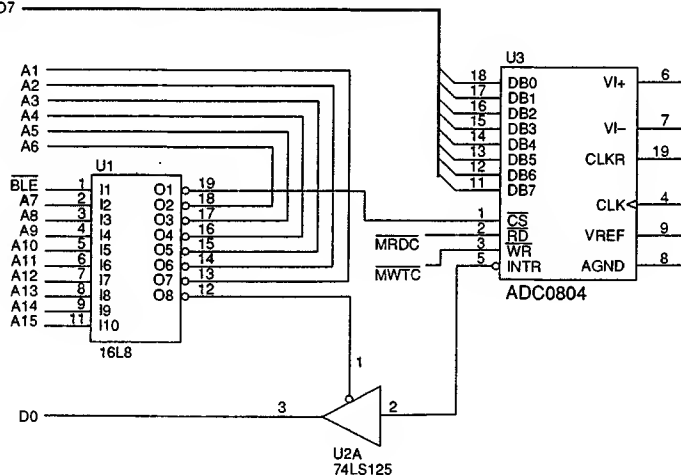 D7
A1
A2
A3
A4
A5
A6
U1
BLE 1 I1 O1 19
A7 2 I2 O2 18
A8 3 I3 O3 17
A9 4 I4 O4 16
A10 5 I5 O5 15
A11 6 I6 O6 14
A12 7 I7 O7 13
A13 8 I8 O8 12
A14 9 I9
A15 11 I10
16L8
U3
18 DB0 VI+ 6
17 DB1
16 DB2
15 DB3 VI– 7
14 DB4
13 DB5 CLKR 19
12 DB6
11 DB7
CLK 4
1 CS
MRDC 2 RD VREF 9
3 WR
MWTC 5 INTR AGND 8
ADC0804
1
D0 3 2
U2A
74LS125